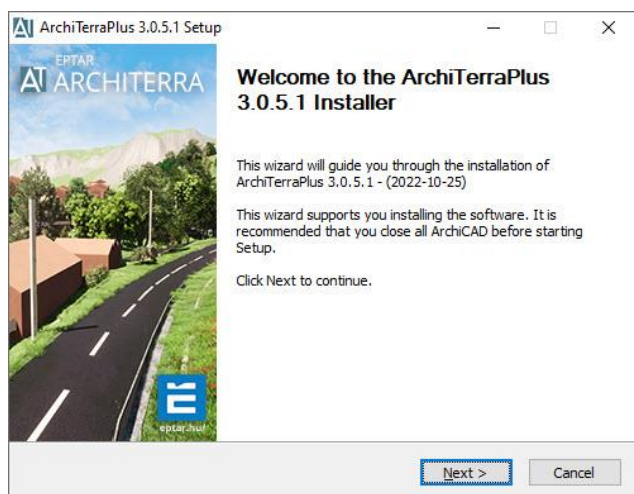 ArchiTerraPlus 3.0.5.1 Setup
EPTAR
ARCHITERRA
Welcome to the ArchiTerraPlus
3.0.5.1 Installer
This wizard will guide you through the installation of
ArchiTerraPlus 3.0.5.1 - (2022-10-25)
This wizard supports you installing the software. It is
recommended that you close all ArchiCAD before starting
Setup.
Click Next to continue.
eptar.hu/
Next >
Cancel